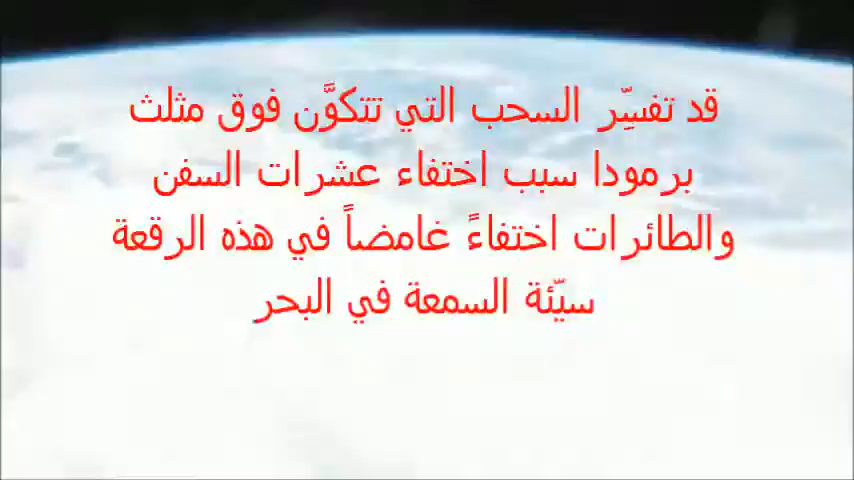 قد تفسِّر السحب التي تتكوَّن فوق مثلث
برمودا سبب اختفاء عشرات السفن
والطائرات اختفاءً غامضاً في هذه الرقعة
سيّئة السمعة في البحر